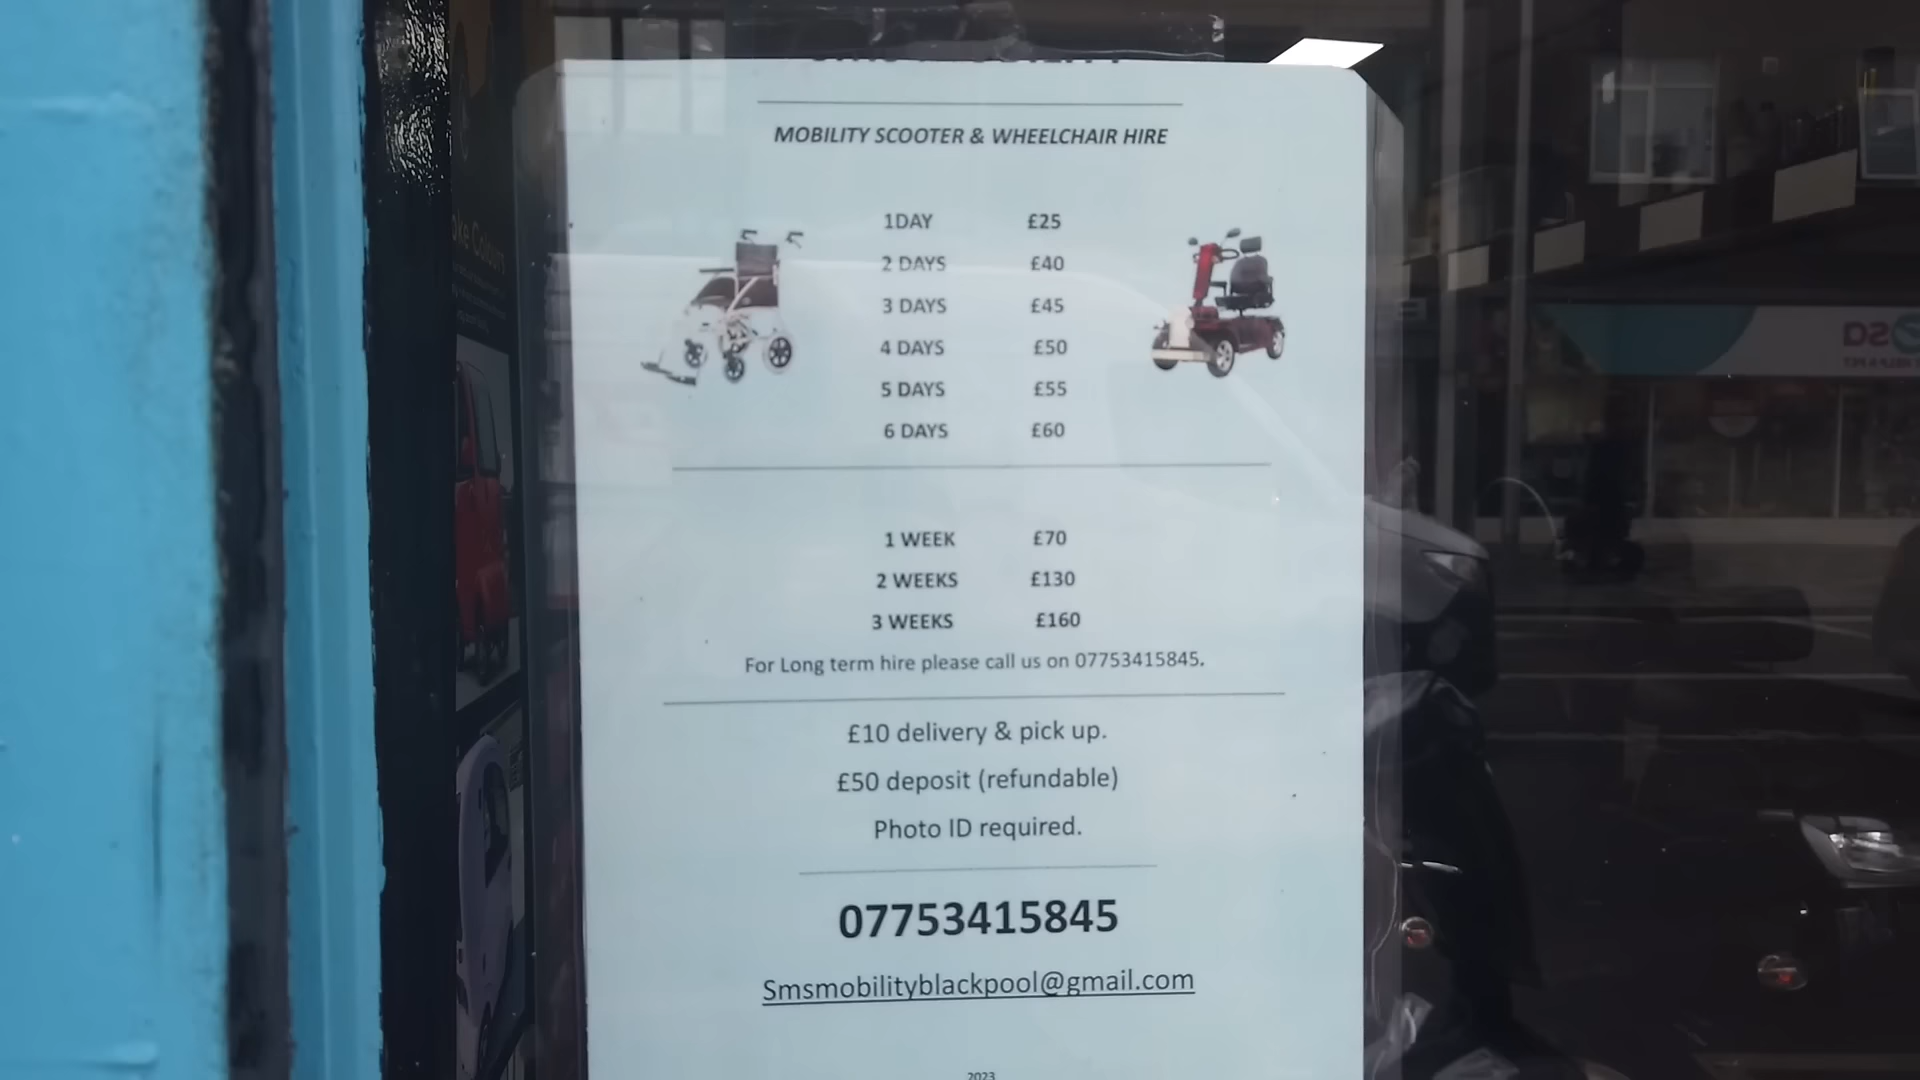 MOBILITY SCOOTER & WHEELCHAIR HIRE
1DAY £25
2 DAYS £40
3 DAYS £45
4 DAYS £50
5 DAYS £55
6 DAYS £60
1 WEEK £70
2 WEEKS £130
3 WEEKS £160
For Long term hire please call us on 07753415845.
£10 delivery & pick up.
£50 deposit (refundable)
Photo ID required.
07753415845
Smsmobilityblackpool@gmail.com
2023